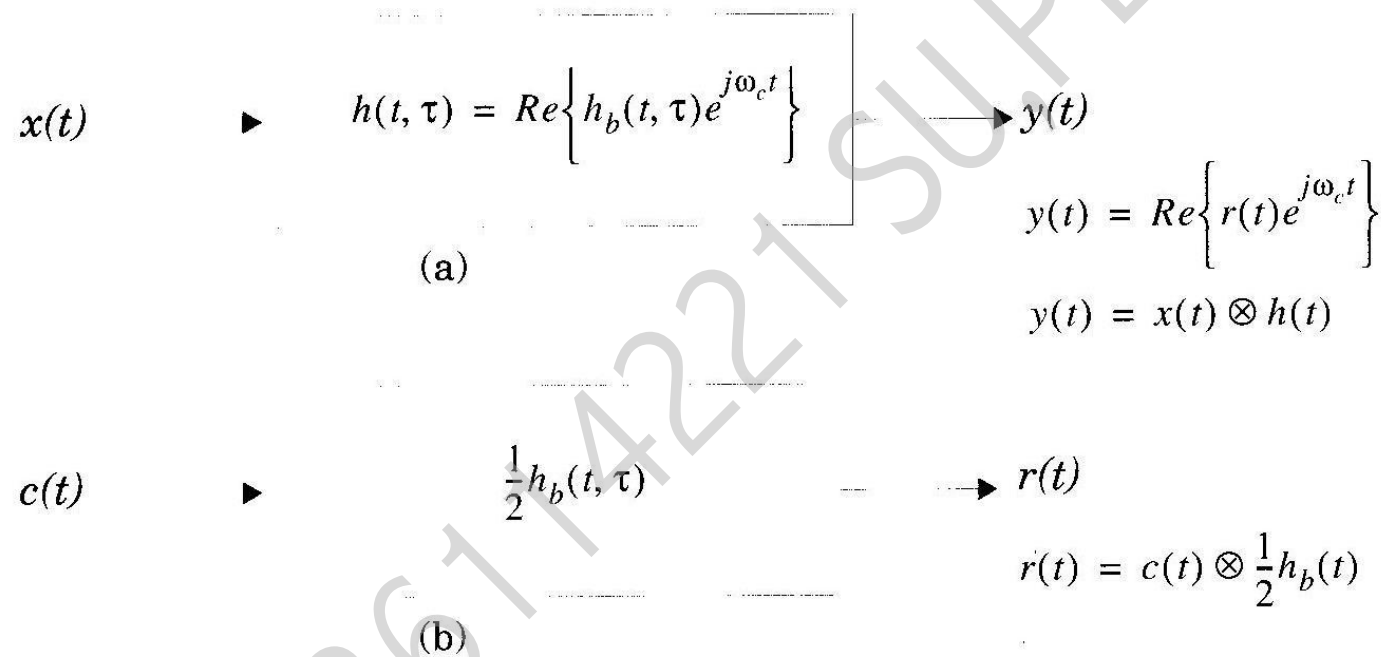 x(t)
h(t, τ) = Re{h_b(t, τ)e^{jω_c t}}
y(t)
y(t) = Re{r(t)e^{jω_c t}}
y(t) = x(t) ⊗ h(t)
(a)
c(t)
½h_b(t, τ)
r(t)
r(t) = c(t) ⊗ ½h_b(t)
(b)